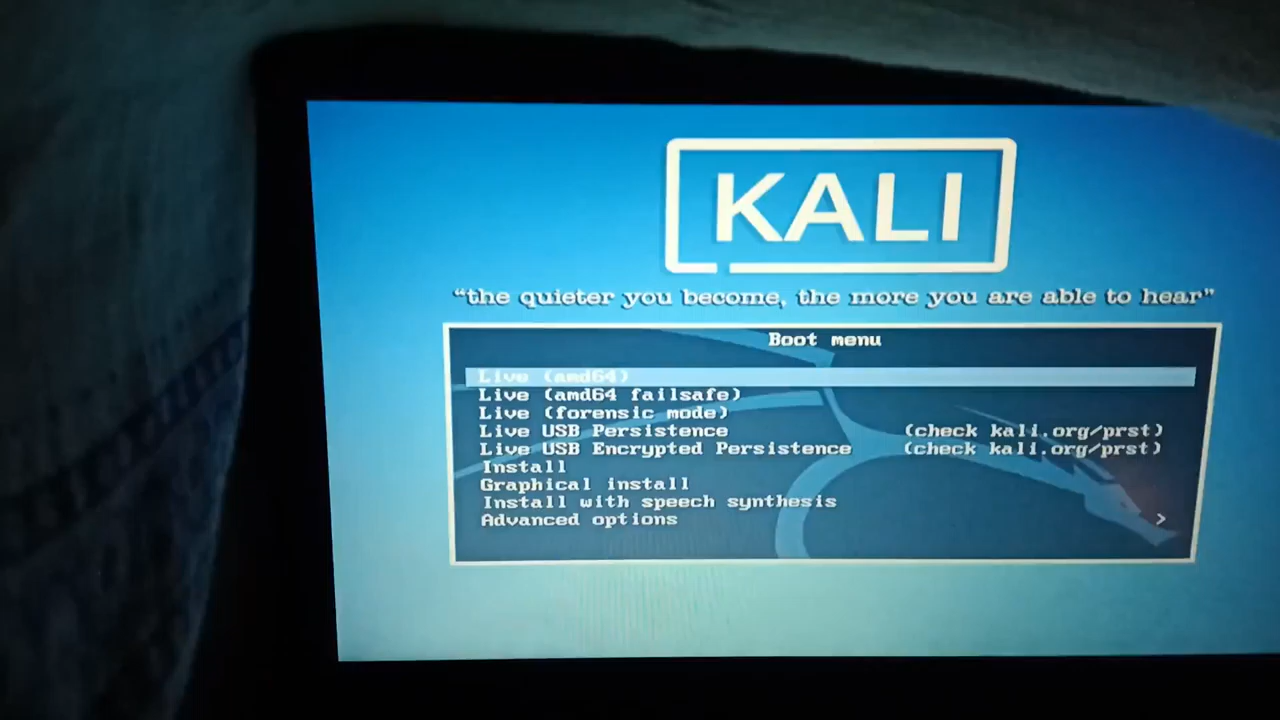 KALI
“the quieter you become, the more you are able to hear”
Boot menu
Live (amd64)
Live (amd64 failsafe)
Live (forensic mode)
Live USB Persistence (check kali.org/prst)
Live USB Encrypted Persistence (check kali.org/prst)
Install
Graphical install
Install with speech synthesis
Advanced options >